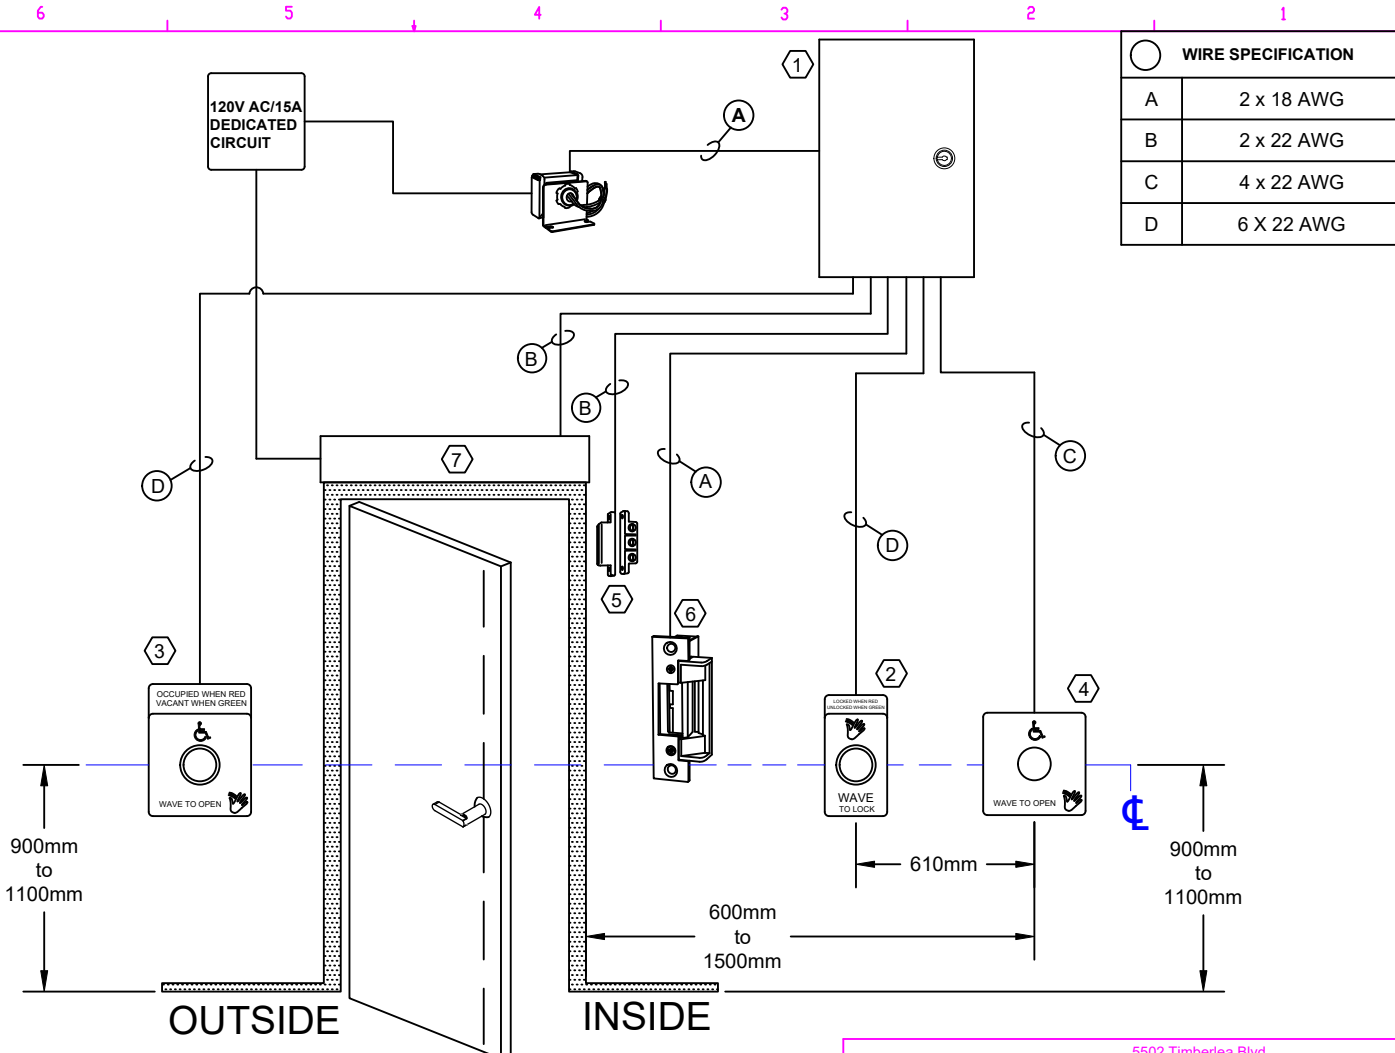 6 5 4 3 2 1
1
WIRE SPECIFICATION
A 2 x 18 AWG
B 2 x 22 AWG
C 4 x 22 AWG
D 6 X 22 AWG
120V AC/15A
DEDICATED
CIRCUIT
A
B
B
C
7
A
D
D
5
6
3
2
4
OCCUPIED WHEN RED
VACANT WHEN GREEN
WAVE TO OPEN
LOCKED WHEN RED
UNLOCKED WHEN GREEN
WAVE
TO LOCK
WAVE TO OPEN
℄
900mm
to
1100mm
610mm
900mm
to
1100mm
600mm
to
1500mm
OUTSIDE
INSIDE
5502 Timberlea Blvd